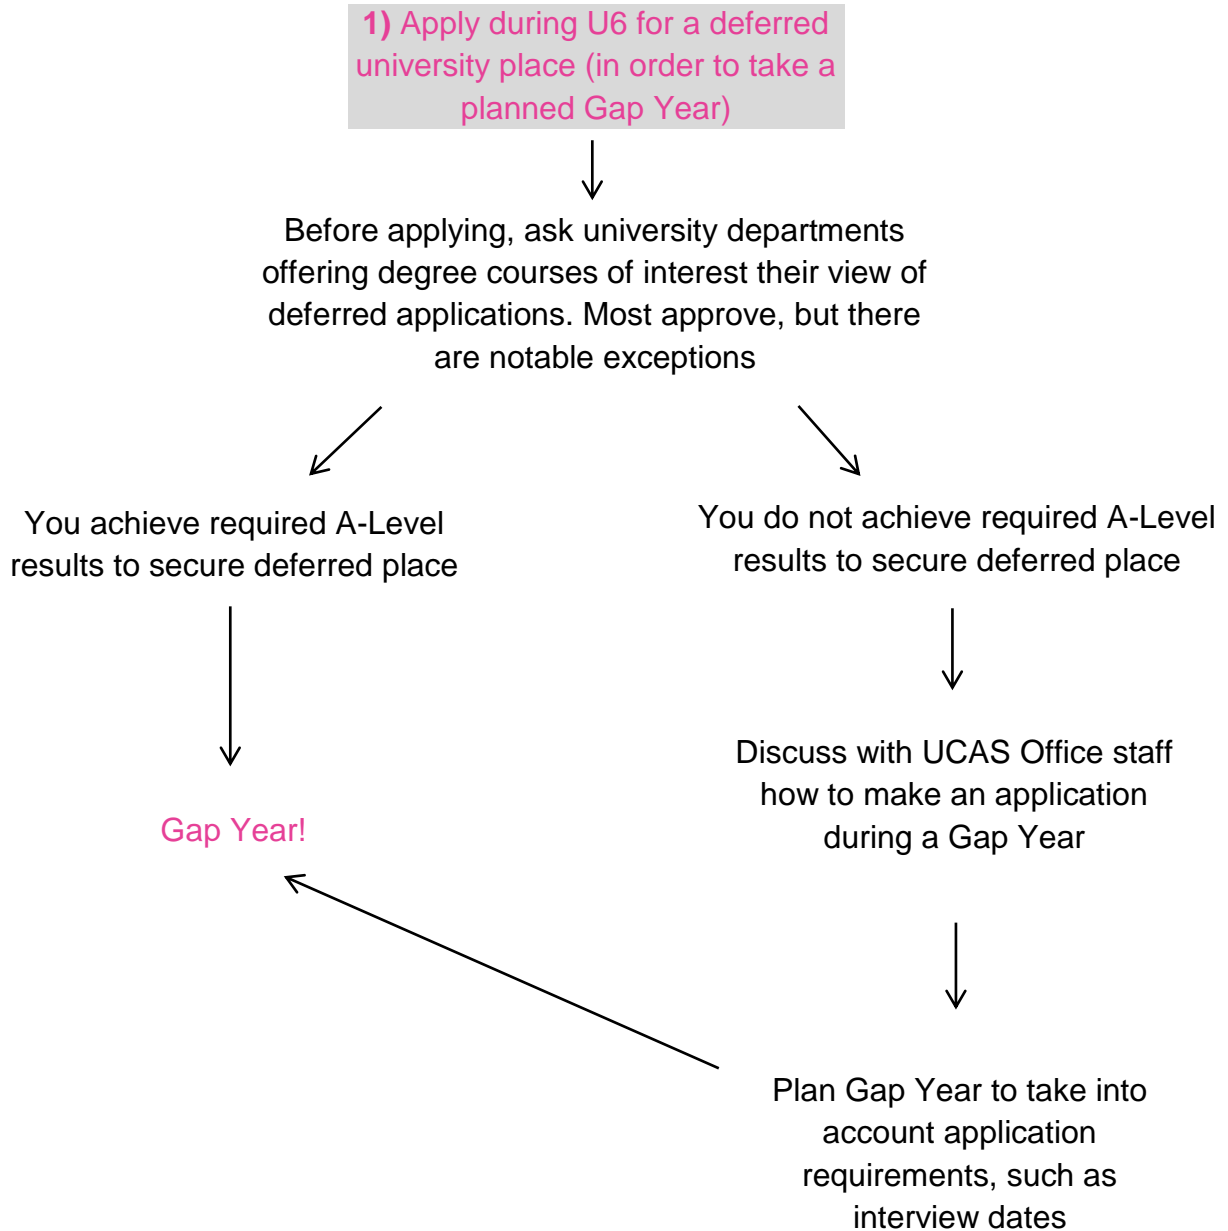 1) Apply during U6 for a deferred
university place (in order to take a
planned Gap Year)
Before applying, ask university departments
offering degree courses of interest their view of
deferred applications. Most approve, but there
are notable exceptions
You achieve required A-Level
results to secure deferred place
You do not achieve required A-Level
results to secure deferred place
Discuss with UCAS Office staff
how to make an application
during a Gap Year
Gap Year!
Plan Gap Year to take into
account application
requirements, such as
interview dates